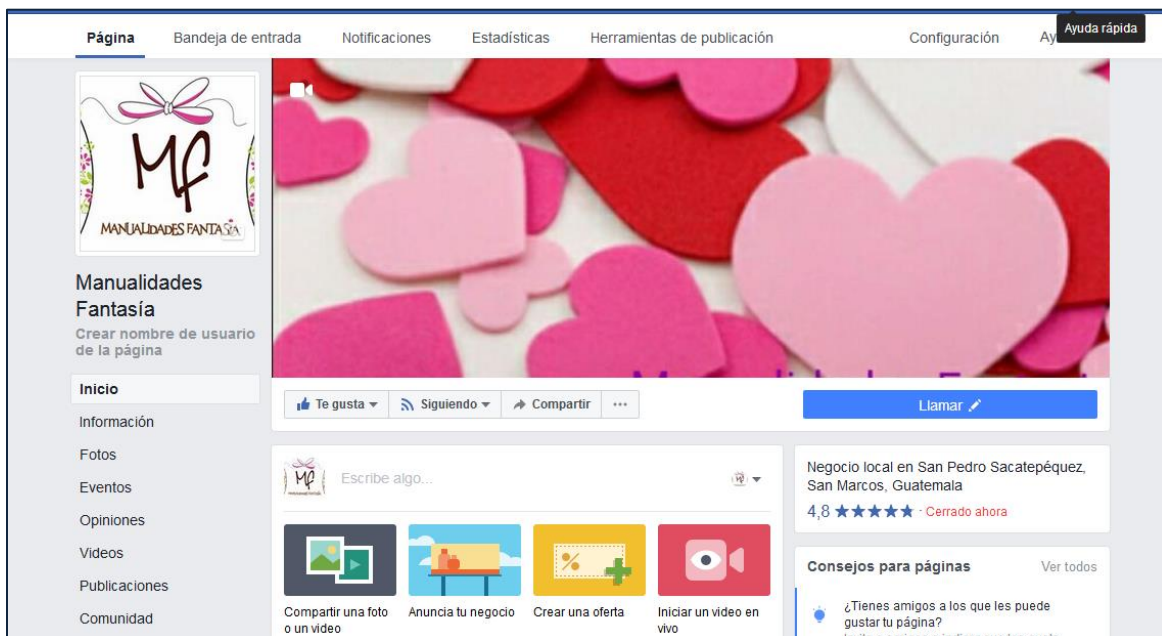 Página Bandeja de entrada Notificaciones Estadísticas Herramientas de publicación Configuración Ay
Ayuda rápida
MF
MANUALIDADES FANTASÍA
Manualidades
Fantasía
Crear nombre de usuario
de la página
Inicio
Información
Fotos
Eventos
Opiniones
Videos
Publicaciones
Comunidad
Te gusta Siguiendo Compartir ...
Llamar
MF
Escribe algo...
Compartir una foto
o un video
Anuncia tu negocio
Crear una oferta
%
Iniciar un video en
vivo
Negocio local en San Pedro Sacatepéquez,
San Marcos, Guatemala
4,8 ★★★★★ · Cerrado ahora
Consejos para páginas Ver todos
¿Tienes amigos a los que les puede
gustar tu página?